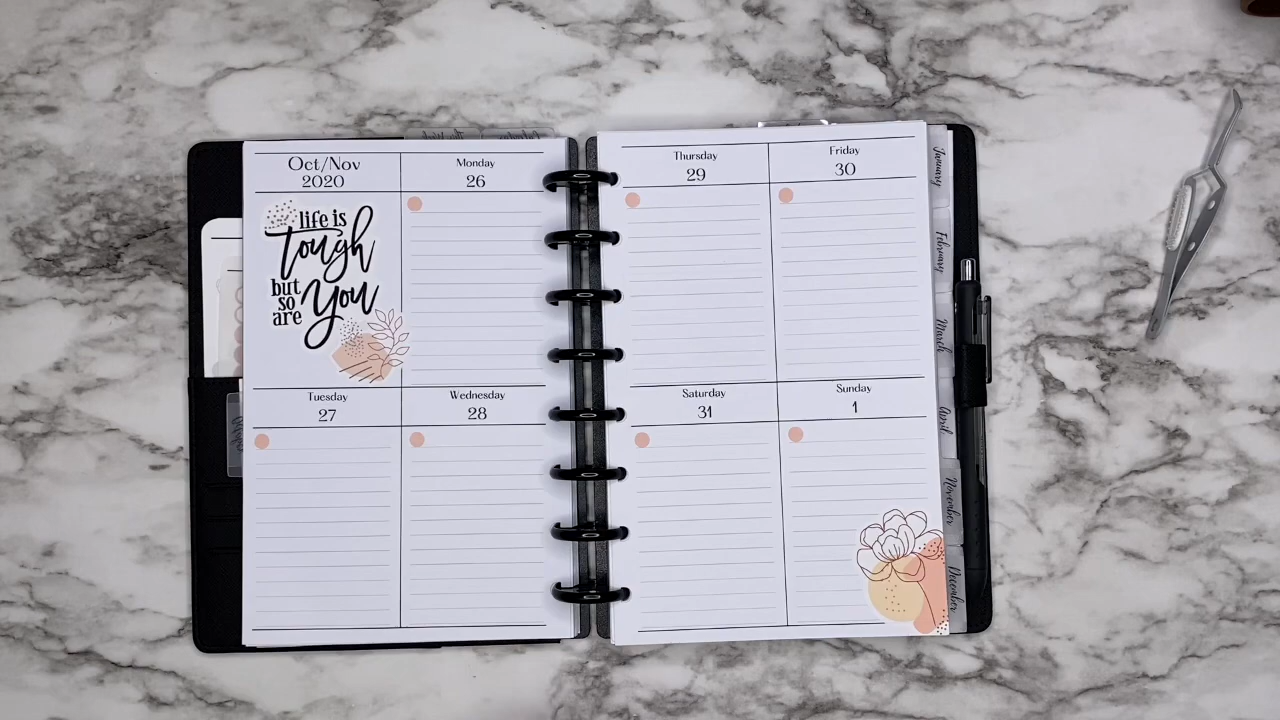 Oct/Nov
2020
Monday
26
life is
tough
but
so
are
you
Tuesday
27
Wednesday
28
Thursday
29
Friday
30
Saturday
31
Sunday
1
January
February
March
April
November
December